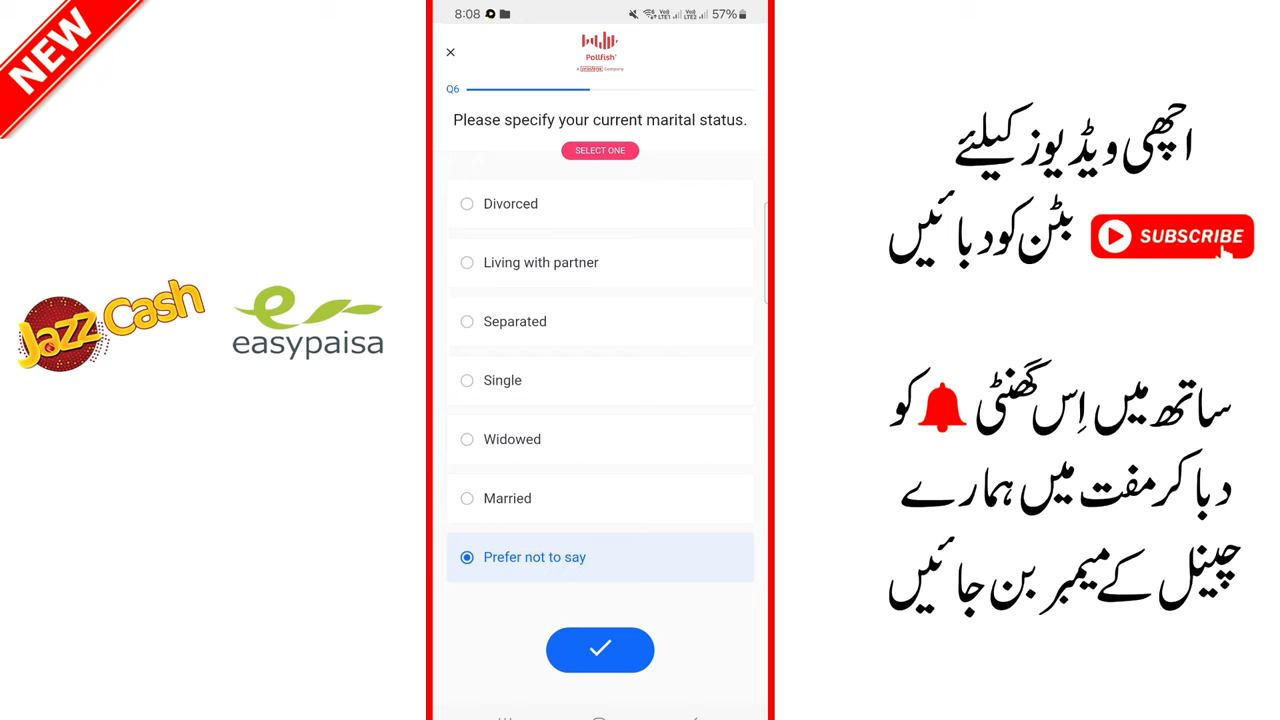 NEW
8:08
57%
Pollfish
Q6
Please specify your current marital status.
SELECT ONE
Divorced
Living with partner
Separated
Single
Widowed
Married
Prefer not to say
Jazz Cash
easypaisa
اچھی ویڈیوز کیلئے
بٹن کو دبائیں
SUBSCRIBE
ساتھ میں اِس گھنٹی کو
دبا کر مفت میں ہمارے
چینل کے میمبر بن جائیں